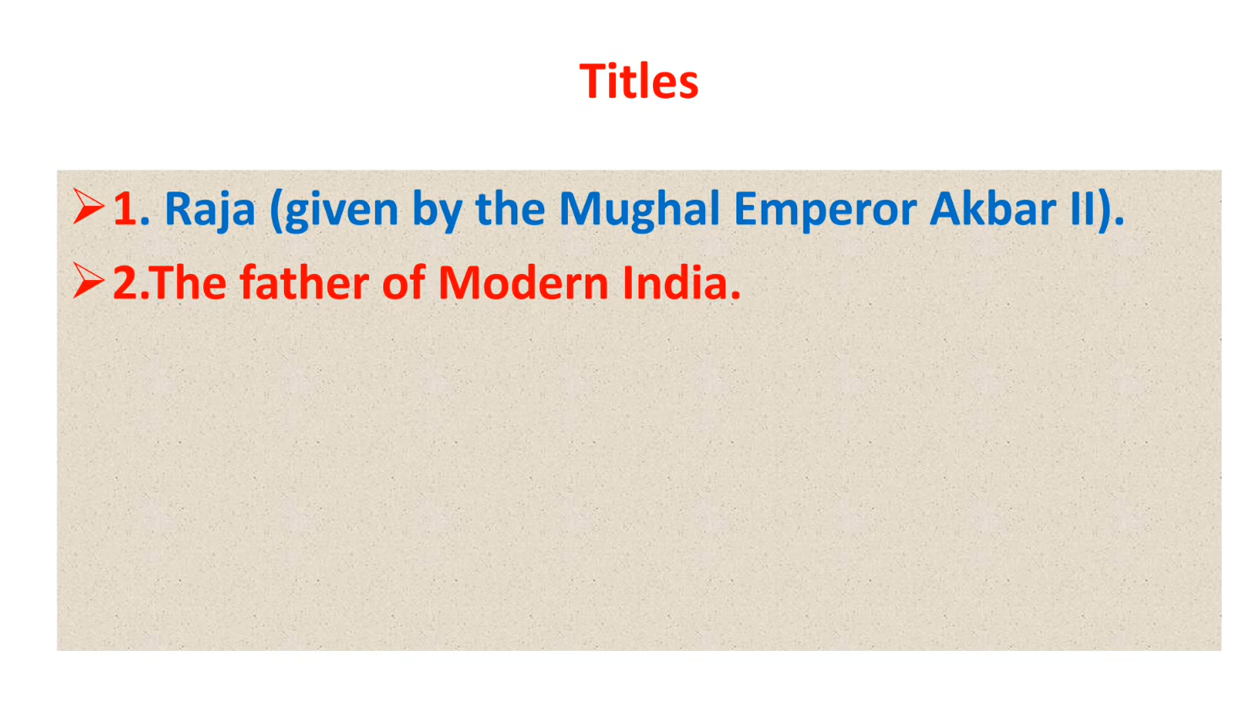 Titles
1. Raja (given by the Mughal Emperor Akbar II).
2.The father of Modern India.